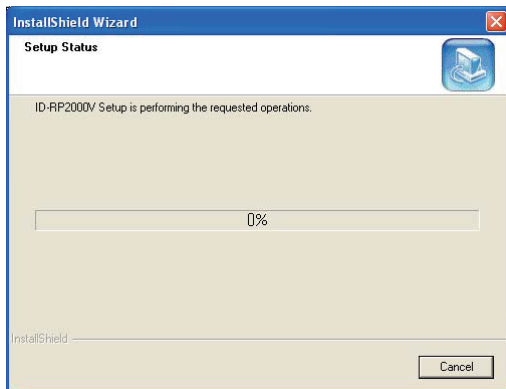 InstallShield Wizard
Setup Status
ID-RP2000V Setup is performing the requested operations.
0%
InstallShield
Cancel